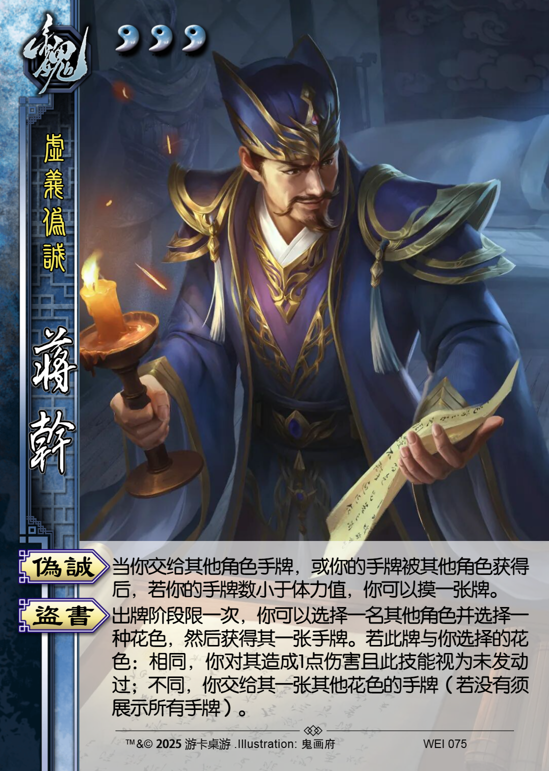 魏
虛義偽誠
蔣幹
偽誠
当你交给其他角色手牌，或你的手牌被其他角色获得
后，若你的手牌数小于体力值，你可以摸一张牌。
盜書
出牌阶段限一次，你可以选择一名其他角色并选择一
种花色，然后获得其一张手牌。若此牌与你选择的花
色：相同，你对其造成1点伤害且此技能视为未发动
过；不同，你交给其一张其他花色的手牌（若没有须
展示所有手牌）。
™&© 2025 游卡桌游 .Illustration: 鬼画府
WEI 075